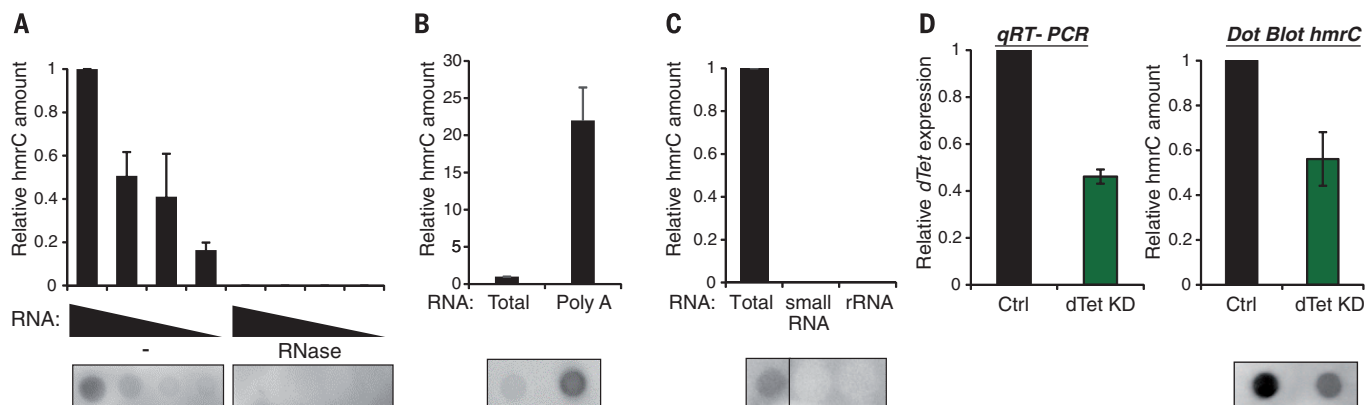 A
Relative hmrC amount
1
0.8
0.6
0.4
0.2
0
RNA:
-
RNase
B
Relative hmrC amount
30
25
20
15
10
5
0
RNA: Total Poly A
C
Relative hmrC amount
1
0.8
0.6
0.4
0.2
0
RNA: Total small rRNA
RNA
D
qRT- PCR
Relative dTet expression
1
0.8
0.6
0.4
0.2
0
Ctrl dTet KD
Dot Blot hmrC
Relative hmrC amount
1
0.8
0.6
0.4
0.2
0
Ctrl dTet KD